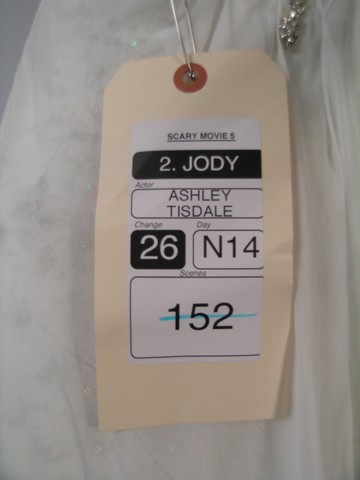 SCARY MOVIE 5
2. JODY
Actor
ASHLEY
TISDALE
Change Day
26 N14
Scenes
152